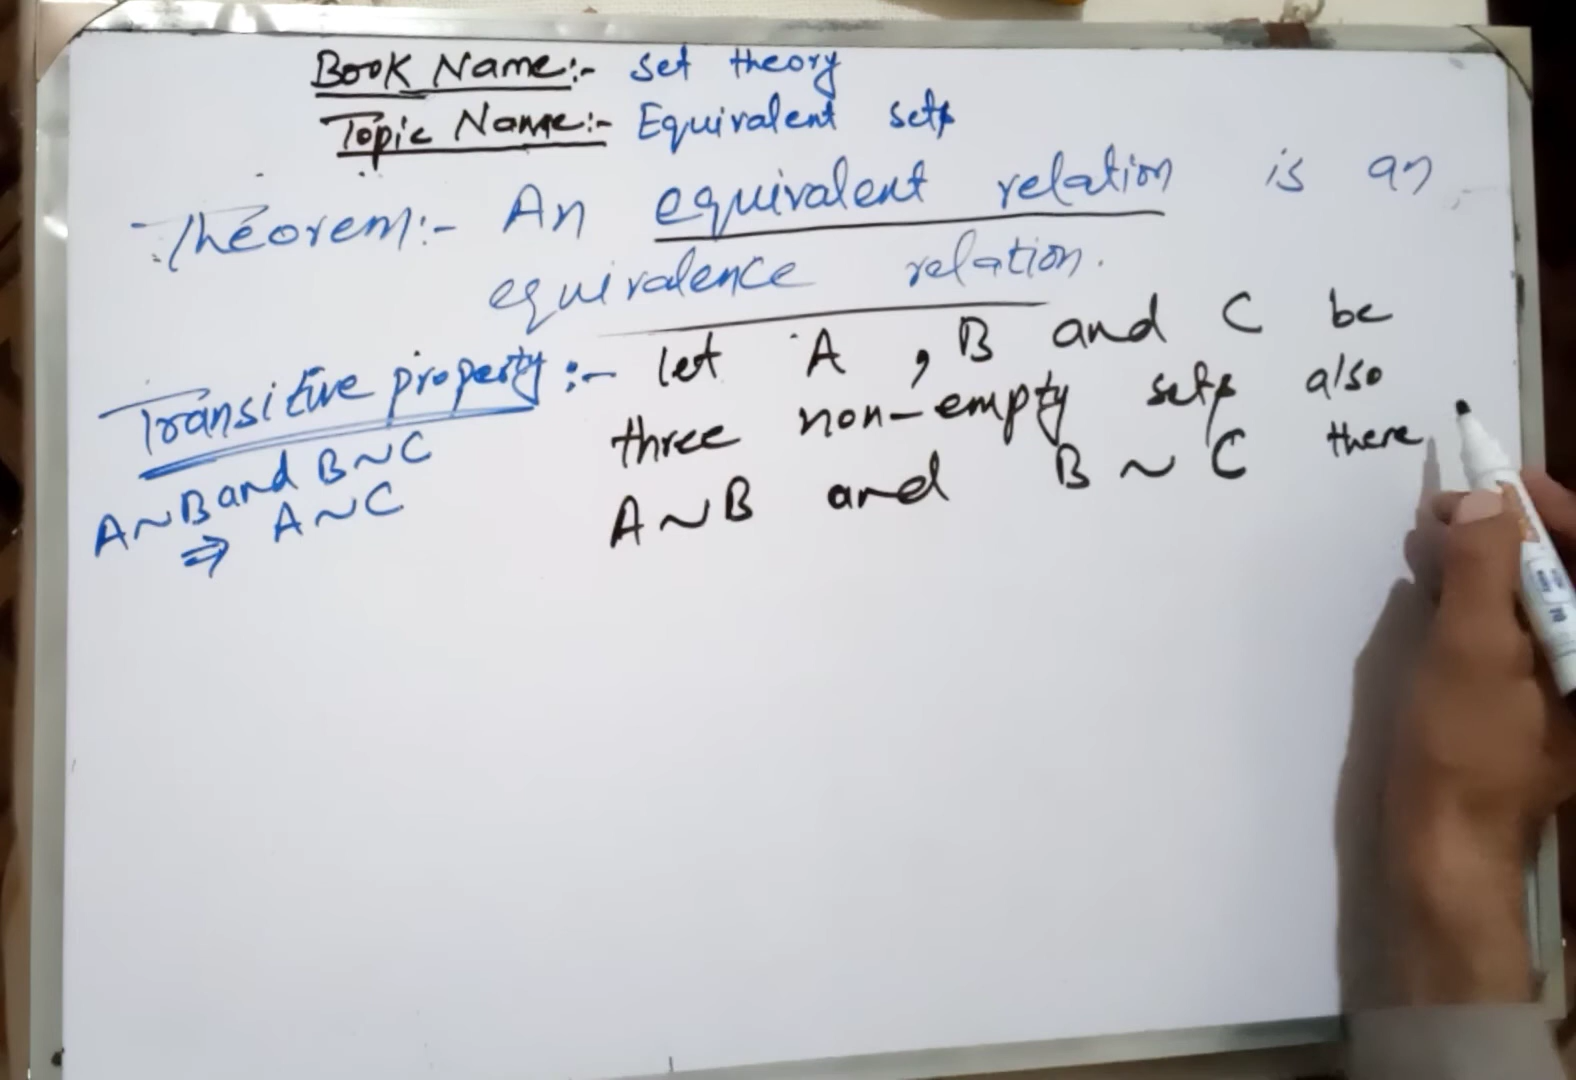 Book Name:- Set theory
Topic Name:- Equivalent sets
Theorem:- An equivalent relation is an
equivalence relation.
Transitive property:- let A, B and C be
three non-empty sets also
A~B and B~C there
A~B and B~C
⇒ A~C